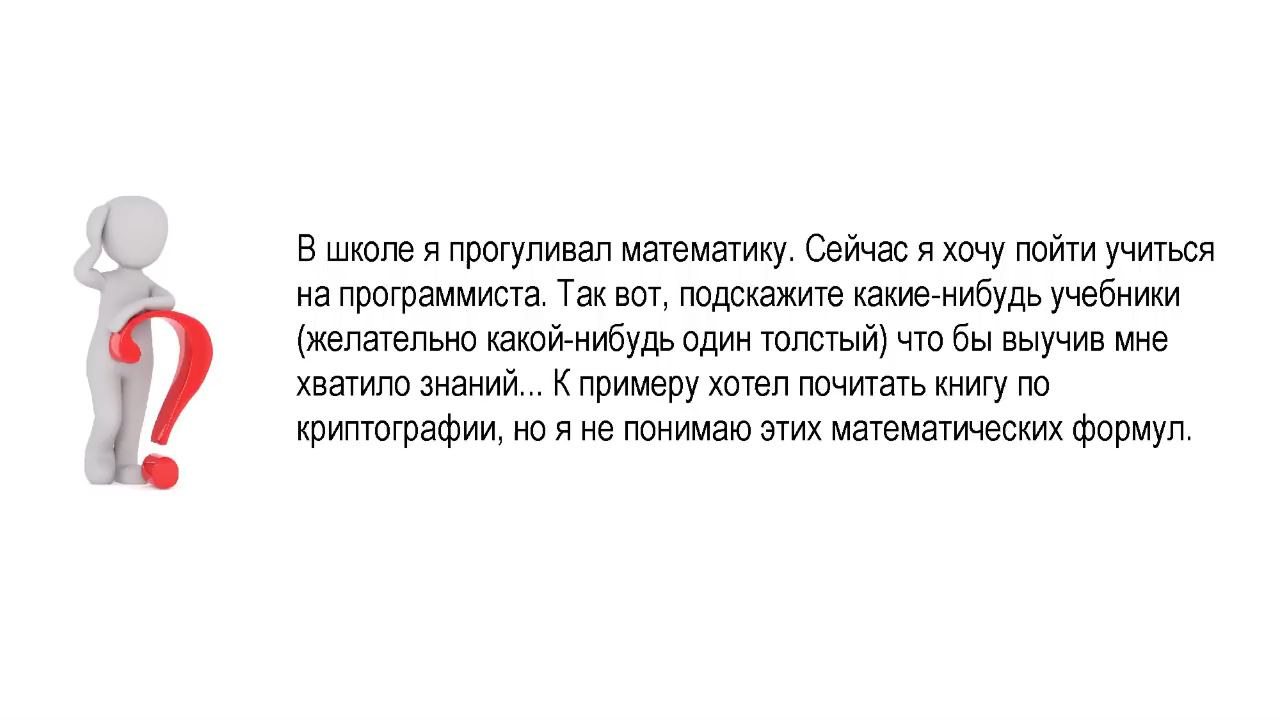 В школе я прогуливал математику. Сейчас я хочу пойти учиться
на программиста. Так вот, подскажите какие-нибудь учебники
(желательно какой-нибудь один толстый) что бы выучив мне
хватило знаний... К примеру хотел почитать книгу по
криптографии, но я не понимаю этих математических формул.